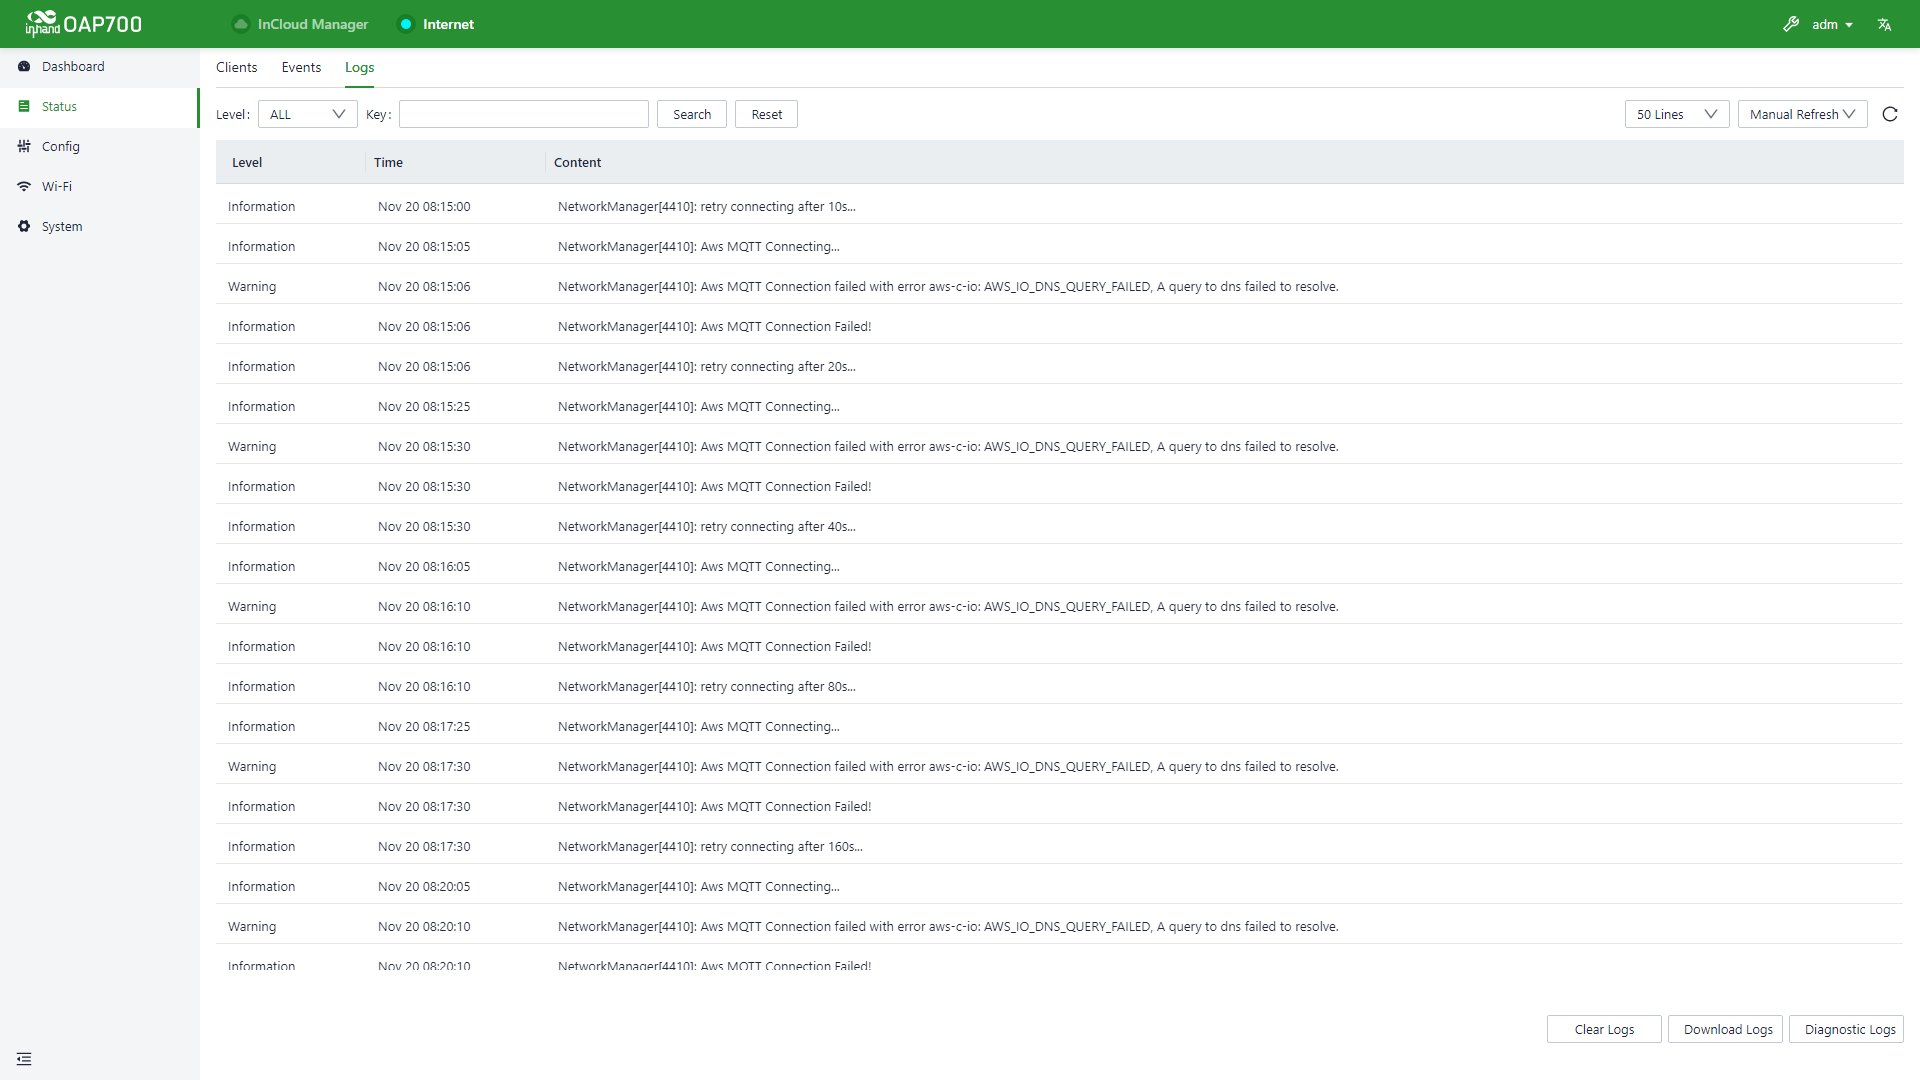 inhand OAP700 InCloud Manager Internet adm
Dashboard
Status
Config
Wi-Fi
System
Clients Events Logs
Level: ALL Key: Search Reset 50 Lines Manual Refresh
Level Time Content
Information Nov 20 08:15:00 NetworkManager[4410]: retry connecting after 10s...
Information Nov 20 08:15:05 NetworkManager[4410]: Aws MQTT Connecting...
Warning Nov 20 08:15:06 NetworkManager[4410]: Aws MQTT Connection failed with error aws-c-io: AWS_IO_DNS_QUERY_FAILED, A query to dns failed to resolve.
Information Nov 20 08:15:06 NetworkManager[4410]: Aws MQTT Connection Failed!
Information Nov 20 08:15:06 NetworkManager[4410]: retry connecting after 20s...
Information Nov 20 08:15:25 NetworkManager[4410]: Aws MQTT Connecting...
Warning Nov 20 08:15:30 NetworkManager[4410]: Aws MQTT Connection failed with error aws-c-io: AWS_IO_DNS_QUERY_FAILED, A query to dns failed to resolve.
Information Nov 20 08:15:30 NetworkManager[4410]: Aws MQTT Connection Failed!
Information Nov 20 08:15:30 NetworkManager[4410]: retry connecting after 40s...
Information Nov 20 08:16:05 NetworkManager[4410]: Aws MQTT Connecting...
Warning Nov 20 08:16:10 NetworkManager[4410]: Aws MQTT Connection failed with error aws-c-io: AWS_IO_DNS_QUERY_FAILED, A query to dns failed to resolve.
Information Nov 20 08:16:10 NetworkManager[4410]: Aws MQTT Connection Failed!
Information Nov 20 08:16:10 NetworkManager[4410]: retry connecting after 80s...
Information Nov 20 08:17:25 NetworkManager[4410]: Aws MQTT Connecting...
Warning Nov 20 08:17:30 NetworkManager[4410]: Aws MQTT Connection failed with error aws-c-io: AWS_IO_DNS_QUERY_FAILED, A query to dns failed to resolve.
Information Nov 20 08:17:30 NetworkManager[4410]: Aws MQTT Connection Failed!
Information Nov 20 08:17:30 NetworkManager[4410]: retry connecting after 160s...
Information Nov 20 08:20:05 NetworkManager[4410]: Aws MQTT Connecting...
Warning Nov 20 08:20:10 NetworkManager[4410]: Aws MQTT Connection failed with error aws-c-io: AWS_IO_DNS_QUERY_FAILED, A query to dns failed to resolve.
Information Nov 20 08:20:10 NetworkManager[4410]: Aws MQTT Connection Failed!
Clear Logs Download Logs Diagnostic Logs